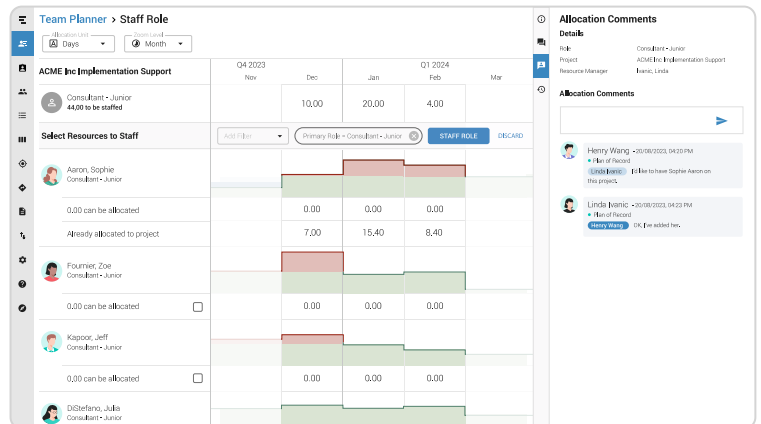 Team Planner > Staff Role
Allocation Unit
Days
Zoom Level
Month
ACME Inc Implementation Support
Q4 2023
Q1 2024
Nov
Dec
Jan
Feb
Mar
Consultant - Junior
44,00 to be staffed
10.00
20.00
4.00
Select Resources to Staff
Add Filter
Primary Role = Consultant - Junior
STAFF ROLE
DISCARD
Aaron, Sophie
Consultant - Junior
0.00 can be allocated
0.00
0.00
0.00
Already allocated to project
7.00
15.40
8.40
Fournier, Zoe
Consultant - Junior
0.00 can be allocated
0.00
0.00
0.00
Kapoor, Jeff
Consultant - Junior
0,00 can be allocated
0.00
0.00
0.00
DiStefano, Julia
Consultant - Junior
Allocation Comments
Details
Role
Consultant - Junior
Project
ACME Inc Implementation Support
Resource Manager
Ivanic, Linda
Allocation Comments
Henry Wang - 20/08/2023, 04:20 PM
Plan of Record
Linda Ivanic I'd like to have Sophie Aaron on
this project.
Linda Ivanic - 20/08/2023, 04:23 PM
Plan of Record
Henry Wang OK, I've added her.